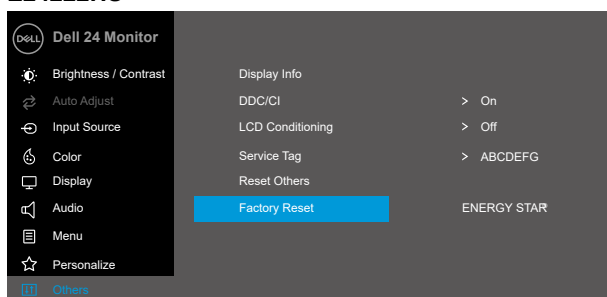 DELL Dell 24 Monitor
Brightness / Contrast
Display Info
Auto Adjust DDC/CI > On
Input Source LCD Conditioning > Off
Color Service Tag > ABCDEFG
Display Reset Others
Audio Factory Reset ENERGY STAR®
Menu
Personalize
Others